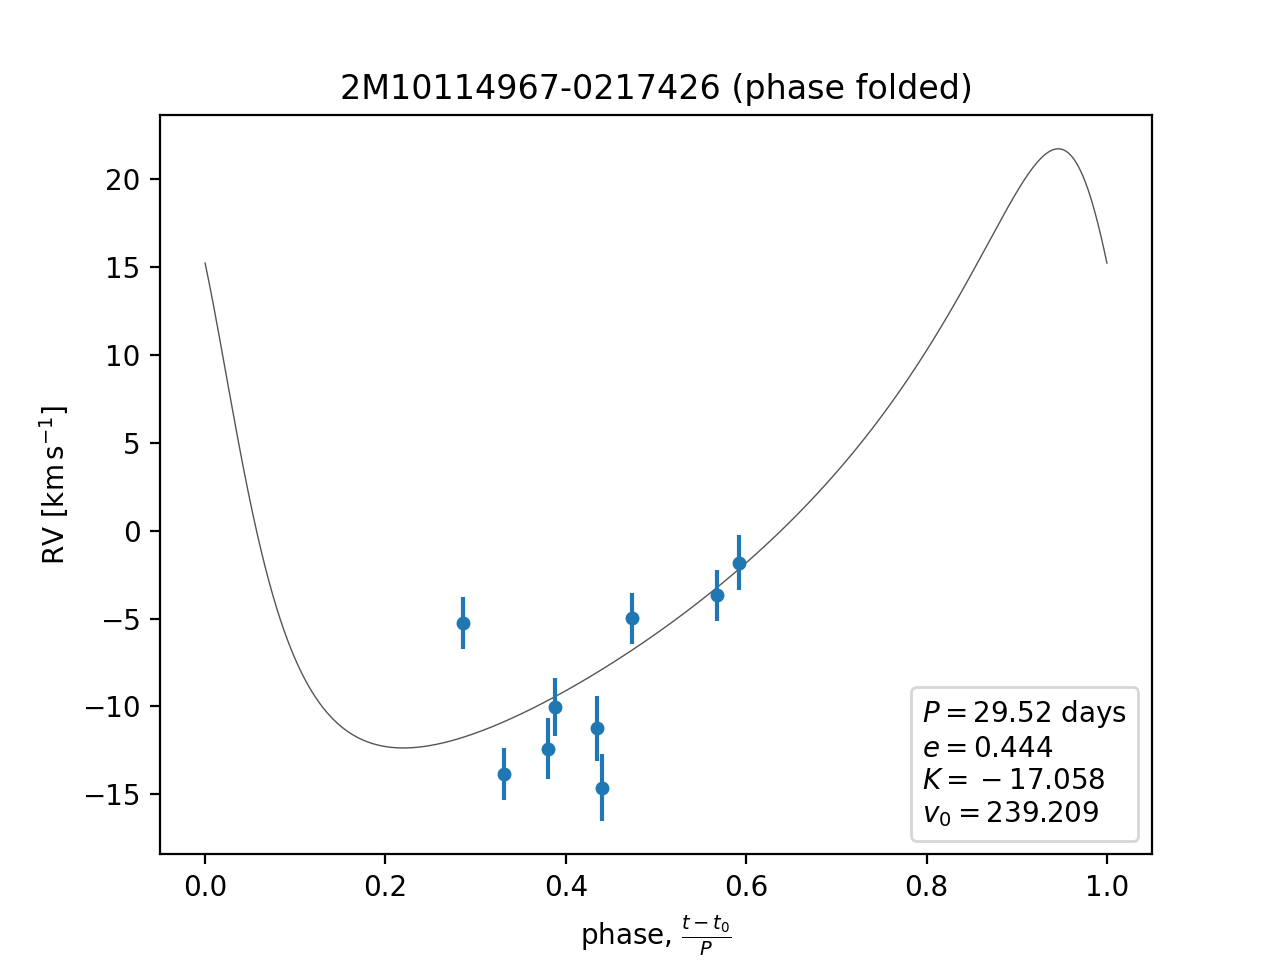 2M10114967-0217426 (phase folded)
RV [km s⁻¹]
20
15
10
5
0
−5
−10
−15
P = 29.52 days
e = 0.444
K = −17.058
v₀ = 239.209
0.0 0.2 0.4 0.6 0.8 1.0
phase, (t − t₀)/P